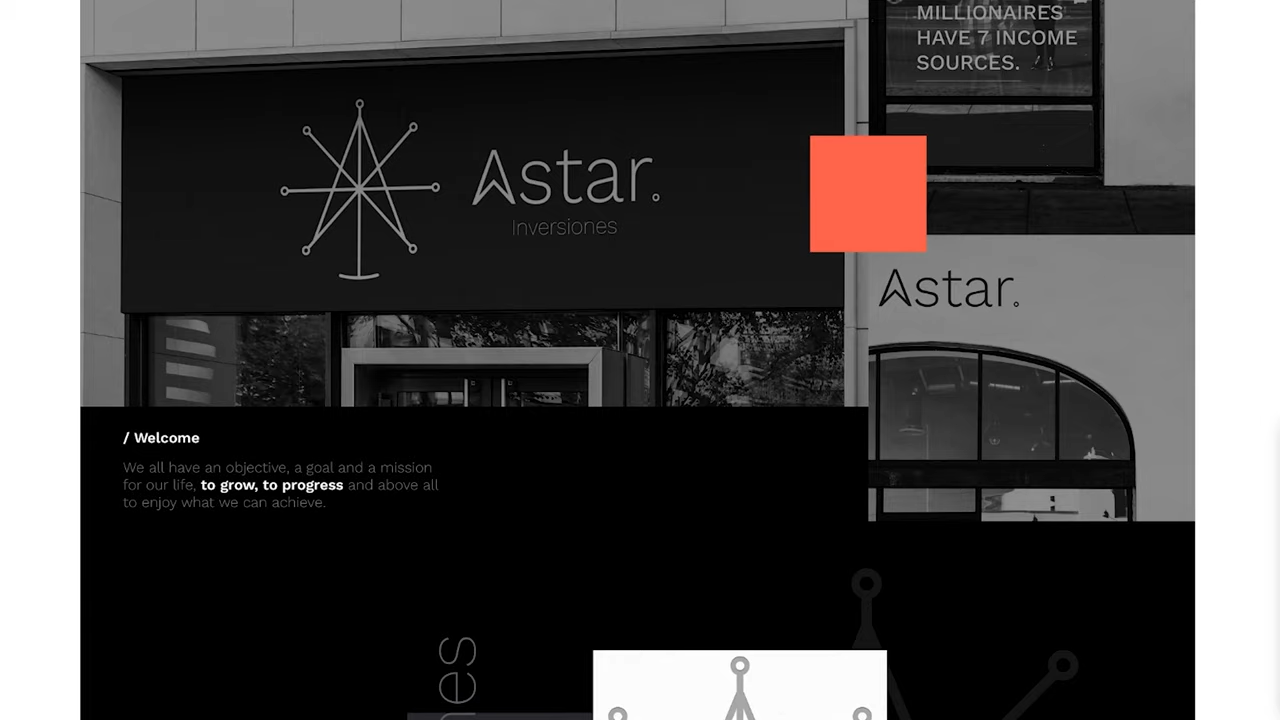 MILLIONAIRES
HAVE 7 INCOME
SOURCES.
Astar.
Inversiones
Astar.
/ Welcome
We all have an objective, a goal and a mission
for our life, to grow, to progress and above all
to enjoy what we can achieve.
nes